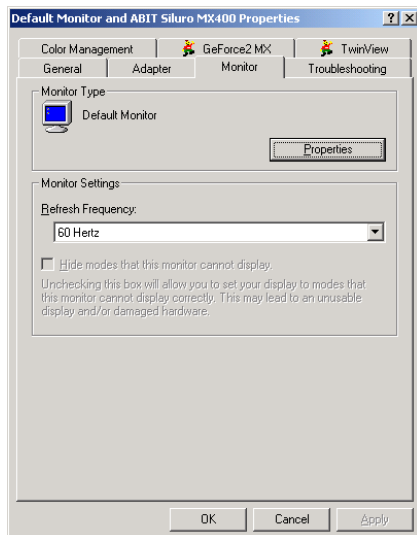 Default Monitor and ABIT Siluro MX400 Properties
Color Management
GeForce2 MX
TwinView
General
Adapter
Monitor
Troubleshooting
Monitor Type
Default Monitor
Properties
Monitor Settings
Refresh Frequency:
60 Hertz
Hide modes that this monitor cannot display.
Unchecking this box will allow you to set your display to modes that
this monitor cannot display correctly. This may lead to an unusable
display and/or damaged hardware.
OK
Cancel
Apply